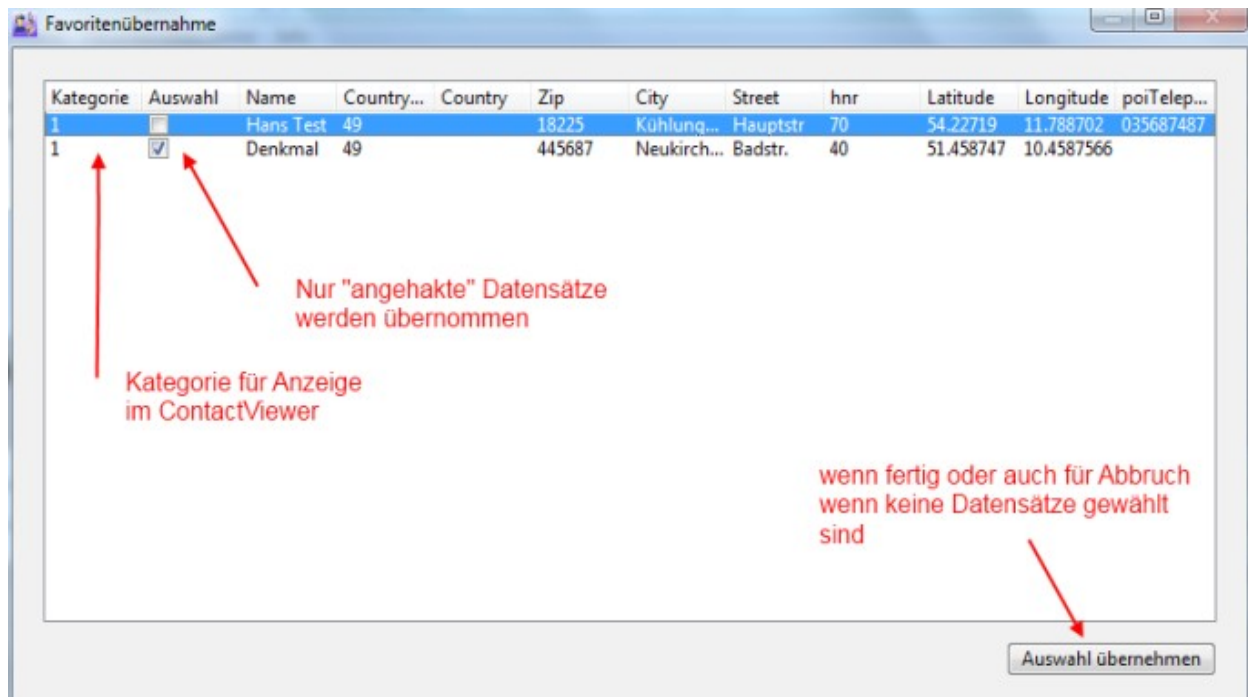 Favoritenübernahme
Kategorie Auswahl Name Country... Country Zip City Street hnr Latitude Longitude poiTelep...
1 Hans Test 49 18225 Kühlung... Hauptstr 70 54.22719 11.788702 035687487
1 Denkmal 49 445687 Neukirch... Badstr. 40 51.458747 10.4587566
Nur "angehakte" Datensätze
werden übernommen
Kategorie für Anzeige
im ContactViewer
wenn fertig oder auch für Abbruch
wenn keine Datensätze gewählt
sind
Auswahl übernehmen